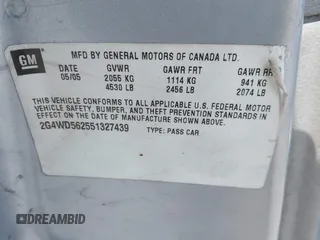 GM
MFD BY GENERAL MOTORS OF CANADA LTD.
DATE GVWR GAWR FRT GAWR RR
05/05 2056 KG 1114 KG 941 KG
4530 LB 2456 LB 2074 LB
THIS VEHICLE CONFORMS TO ALL APPLICABLE U.S. FEDERAL MOTOR
VEHICLE SAFETY, BUMPER, AND THEFT PREVENTION STANDARDS IN
EFFECT ON THE DATE OF MANUFACTURE SHOWN ABOVE.
2G4WD562551327439 TYPE: PASS CAR
DREAMBID